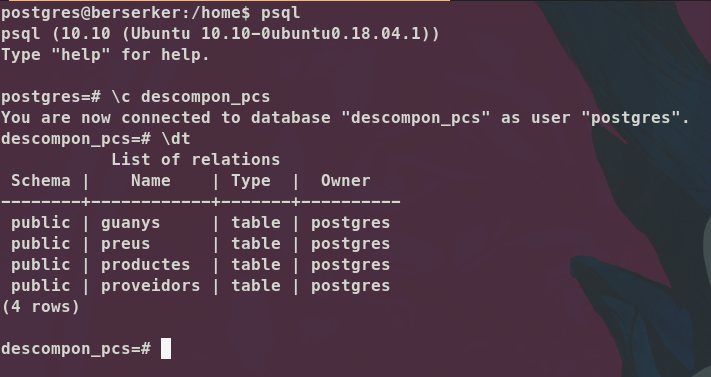 postgres@berserker:/home$ psql
psql (10.10 (Ubuntu 10.10-0ubuntu0.18.04.1))
Type "help" for help.

postgres=# \c descompon_pcs
You are now connected to database "descompon_pcs" as user "postgres".
descompon_pcs=# \dt
           List of relations
 Schema |    Name    | Type  |  Owner
--------+------------+-------+----------
 public | guanys     | table | postgres
 public | preus      | table | postgres
 public | productes  | table | postgres
 public | proveidors | table | postgres
(4 rows)

descompon_pcs=#